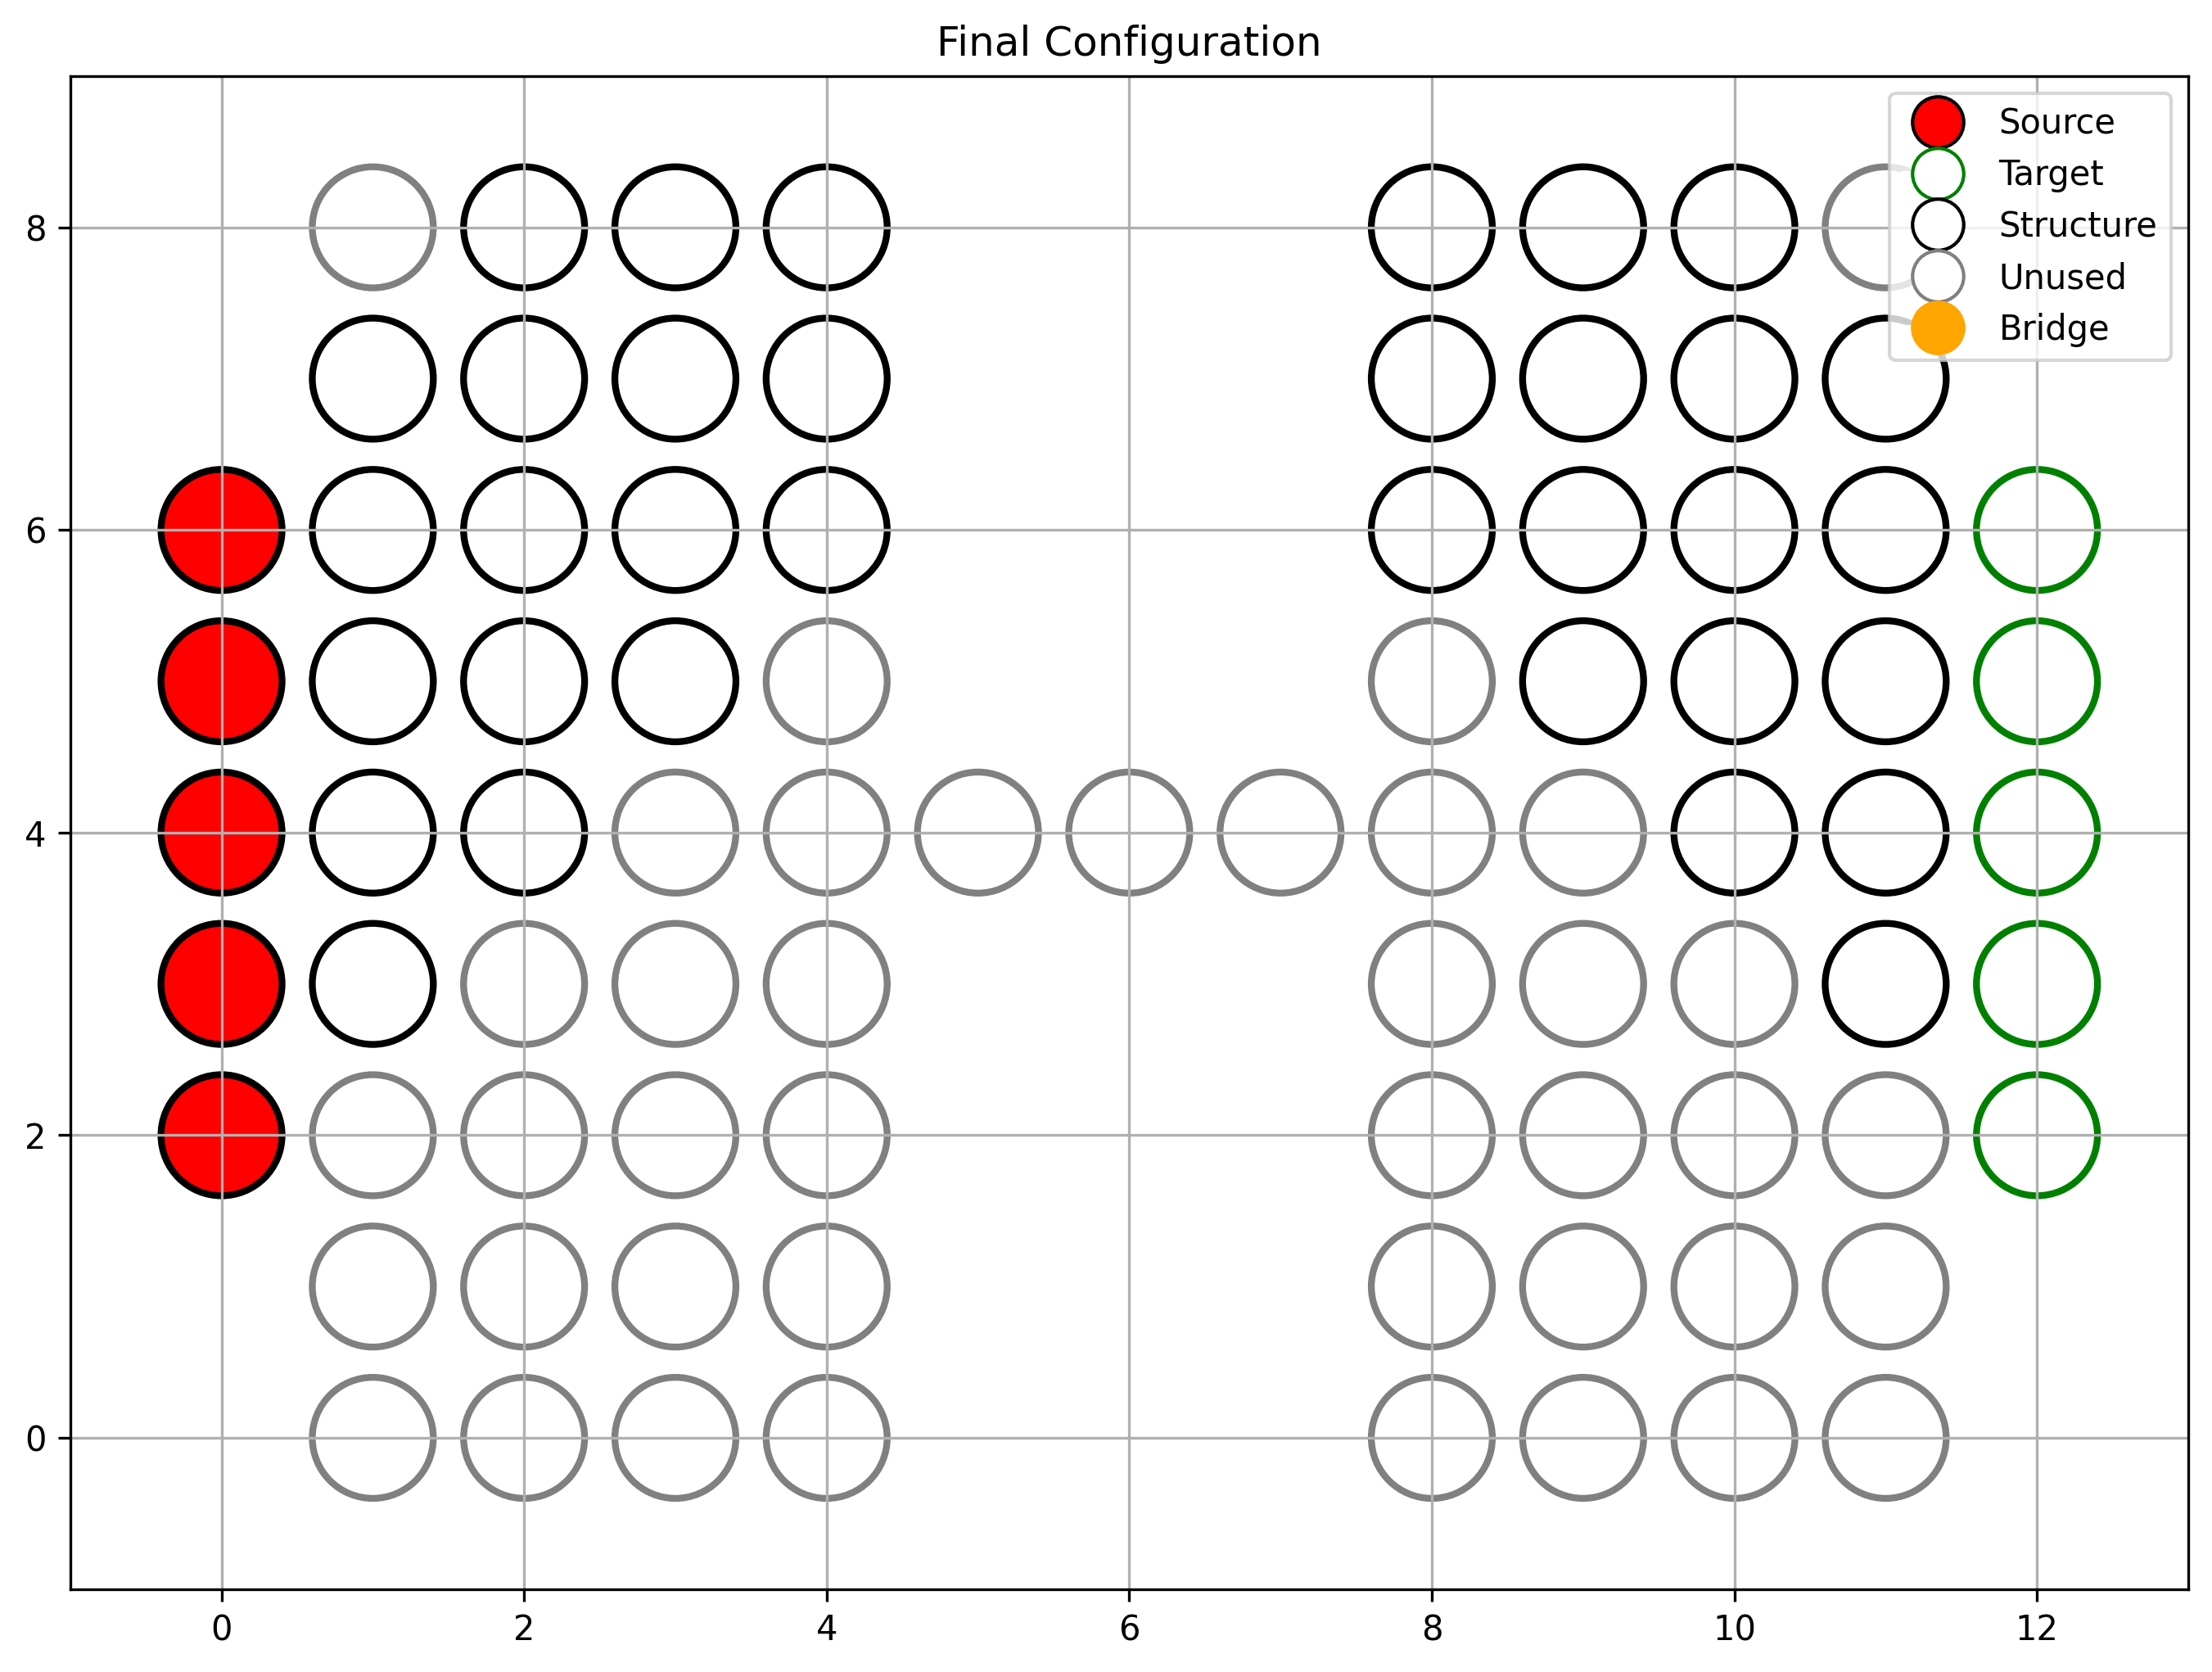 Final Configuration
Source
Target
Structure
Unused
Bridge
8
6
4
2
0
0 2 4 6 8 10 12